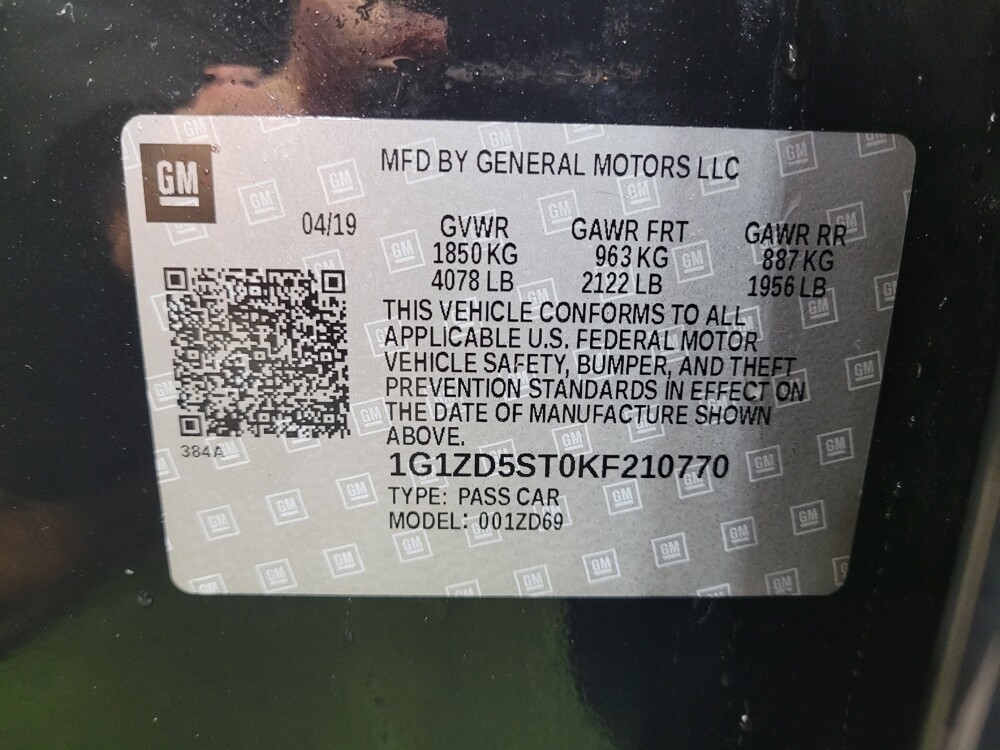 GM
MFD BY GENERAL MOTORS LLC
04/19
GVWR GAWR FRT GAWR RR
1850 KG 963 KG 887 KG
4078 LB 2122 LB 1956 LB
THIS VEHICLE CONFORMS TO ALL
APPLICABLE U.S. FEDERAL MOTOR
VEHICLE SAFETY, BUMPER, AND THEFT
PREVENTION STANDARDS IN EFFECT ON
THE DATE OF MANUFACTURE SHOWN
ABOVE.
384A
1G1ZD5ST0KF210770
TYPE: PASS CAR
MODEL: 001ZD69